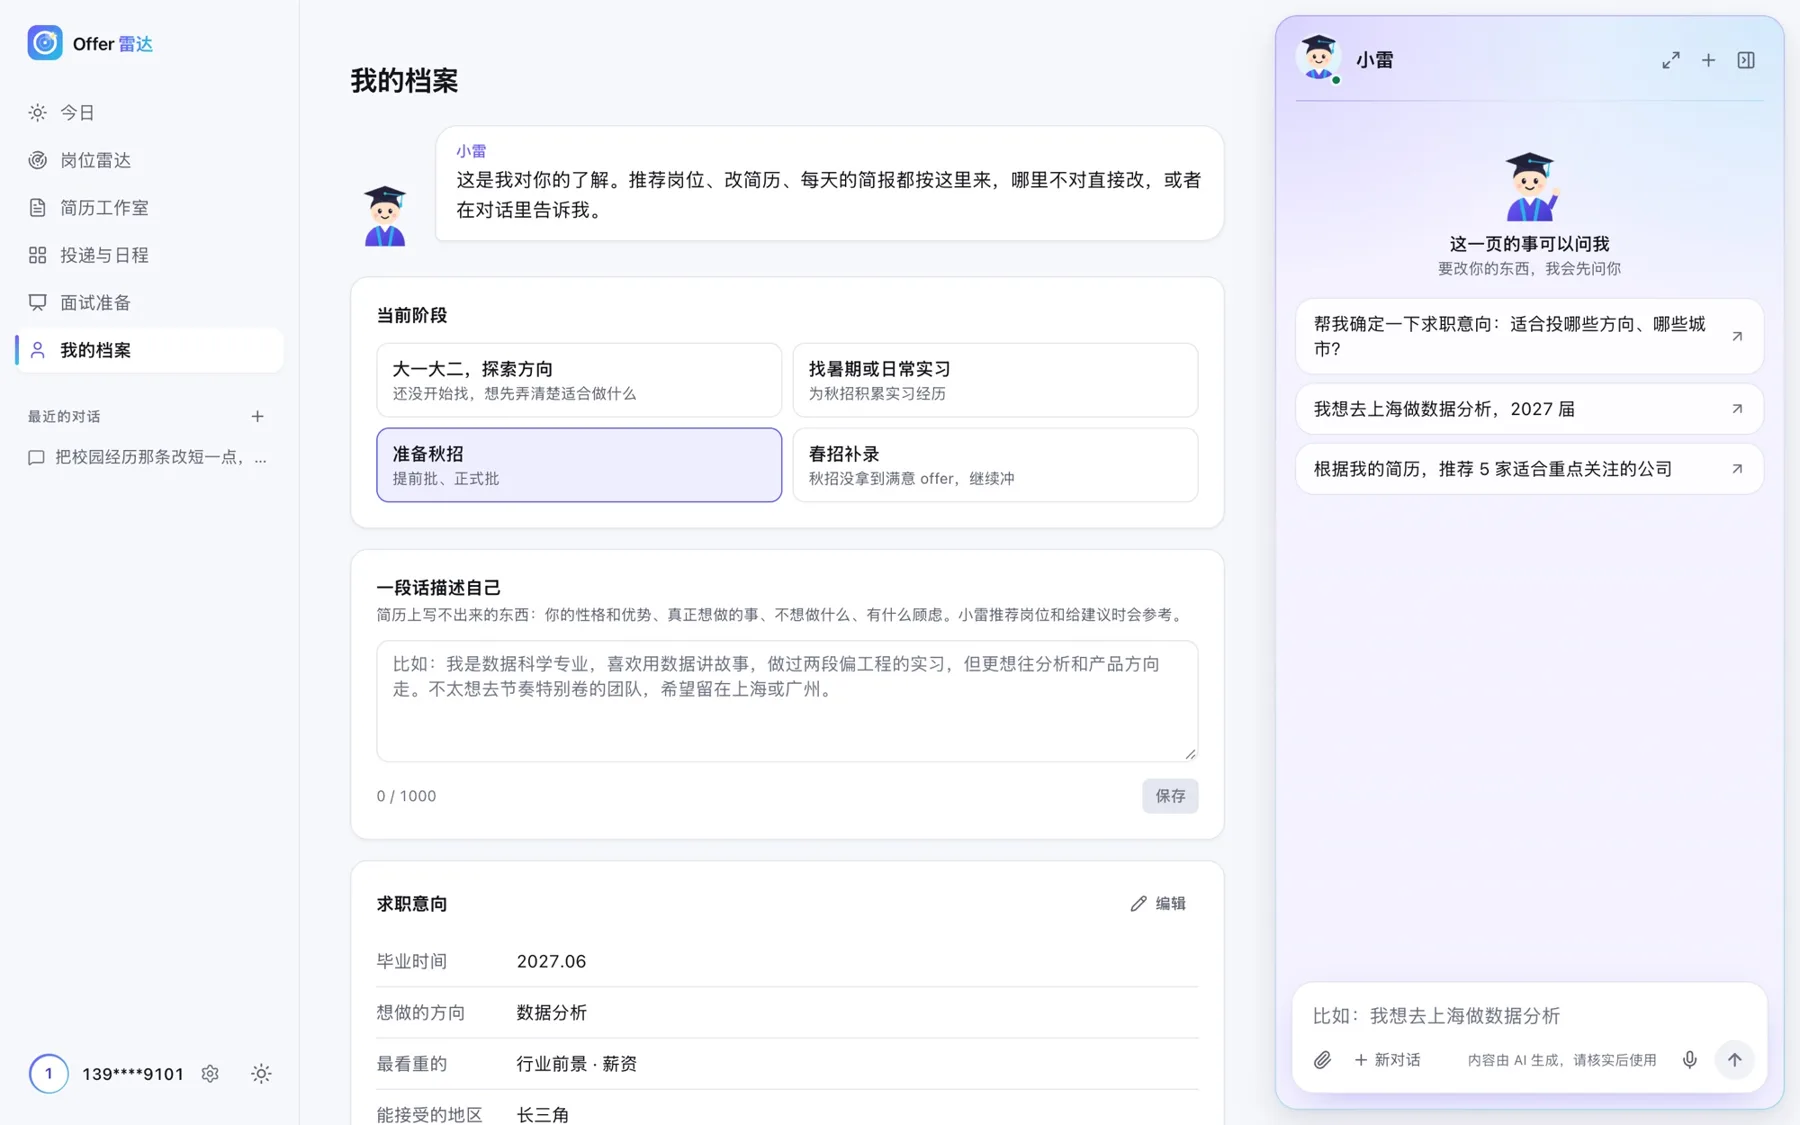 Offer 雷达
今日
岗位雷达
简历工作室
投递与日程
面试准备
我的档案
最近的对话
把校园经历那条改短一点，...
1
139****9101
我的档案
小雷
这是我对你的了解。推荐岗位、改简历、每天的简报都按这里来，哪里不对直接改，或者
在对话里告诉我。
当前阶段
大一大二，探索方向
还没开始找，想先弄清楚适合做什么
找暑期或日常实习
为秋招积累实习经历
准备秋招
提前批、正式批
春招补录
秋招没拿到满意 offer，继续冲
一段话描述自己
简历上写不出来的东西：你的性格和优势、真正想做的事、不想做什么、有什么顾虑。小雷推荐岗位和给建议时会参考。
比如：我是数据科学专业，喜欢用数据讲故事，做过两段偏工程的实习，但更想往分析和产品方向
走。不太想去节奏特别卷的团队，希望留在上海或广州。
0 / 1000
保存
求职意向
编辑
毕业时间 2027.06
想做的方向 数据分析
最看重的 行业前景 · 薪资
能接受的地区 长三角
小雷
这一页的事可以问我
要改你的东西，我会先问你
帮我确定一下求职意向：适合投哪些方向、哪些城
市？
我想去上海做数据分析，2027 届
根据我的简历，推荐 5 家适合重点关注的公司
比如：我想去上海做数据分析
新对话
内容由 AI 生成，请核实后使用